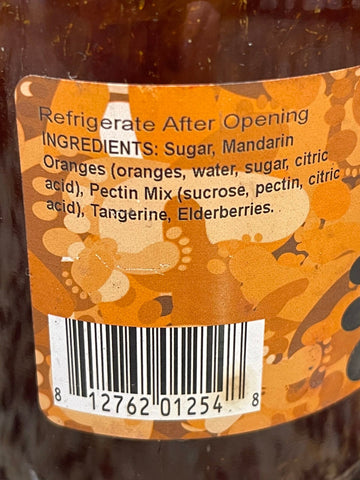 Refrigerate After Opening
INGREDIENTS: Sugar, Mandarin
Oranges (oranges, water, sugar, citric
acid), Pectin Mix (sucrose, pectin, citric
acid), Tangerine, Elderberries.
8 12762 01254 8